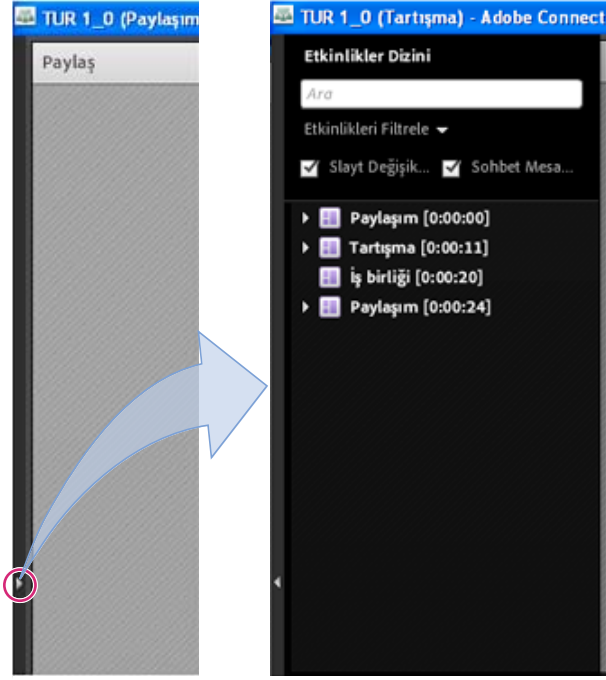 TUR 1_0 (Paylaşım
Paylaş
TUR 1_0 (Tartışma) - Adobe Connect
Etkinlikler Dizini
Ara
Etkinlikleri Filtrele
Slayt Değişik... Sohbet Mesa...
Paylaşım [0:00:00]
Tartışma [0:00:11]
İş birliği [0:00:20]
Paylaşım [0:00:24]